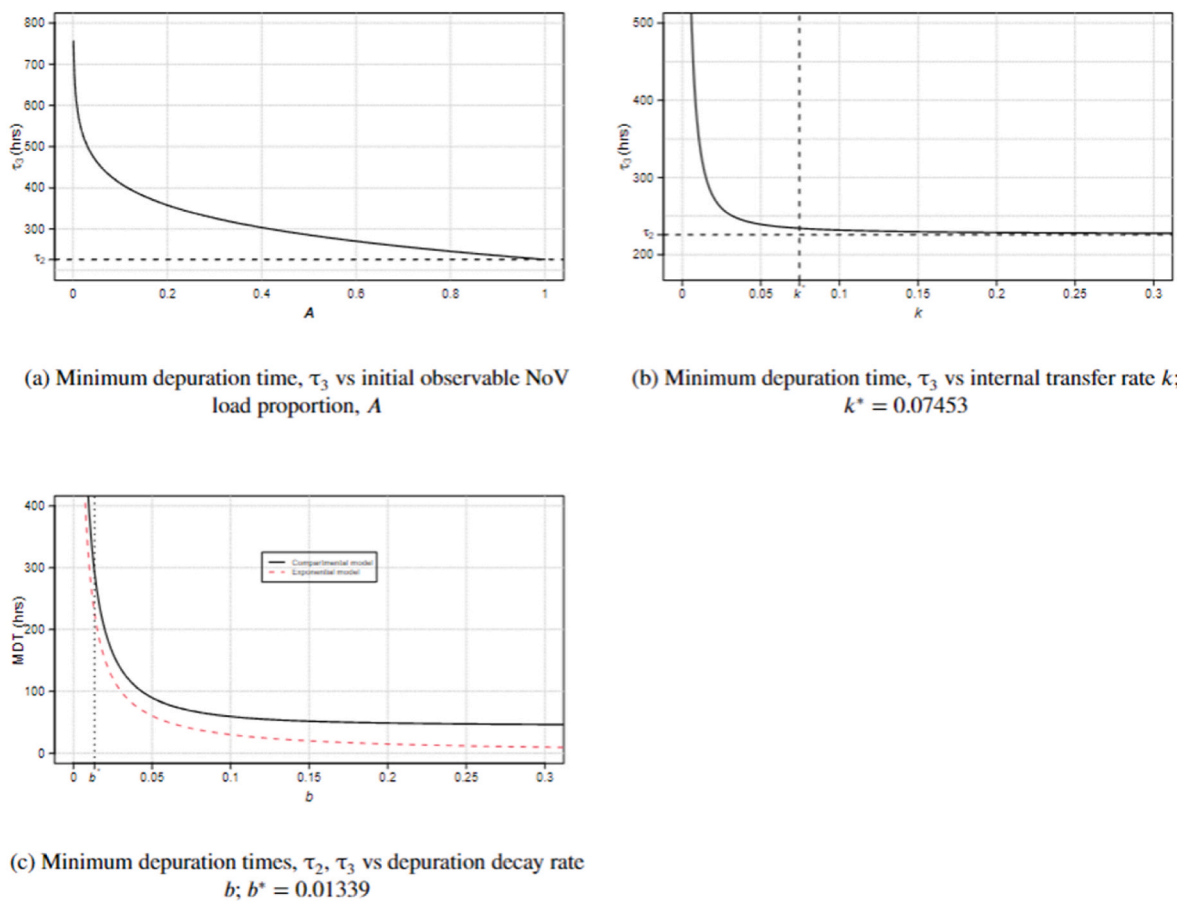 800
700
600
500
400
300
τ2
τ3 (hrs)
0 0.2 0.4 0.6 0.8 1
A
500
400
300
τ2
200
τ3 (hrs)
0 0.05 k* 0.1 0.15 0.2 0.25 0.3
k
(a) Minimum depuration time, τ3 vs initial observable NoV
load proportion, A
(b) Minimum depuration time, τ3 vs internal transfer rate k;
k* = 0.07453
400
300
200
100
0
MDT (hrs)
Compartmental model
Exponential model
0 b* 0.05 0.1 0.15 0.2 0.25 0.3
b
(c) Minimum depuration times, τ2, τ3 vs depuration decay rate
b; b* = 0.01339